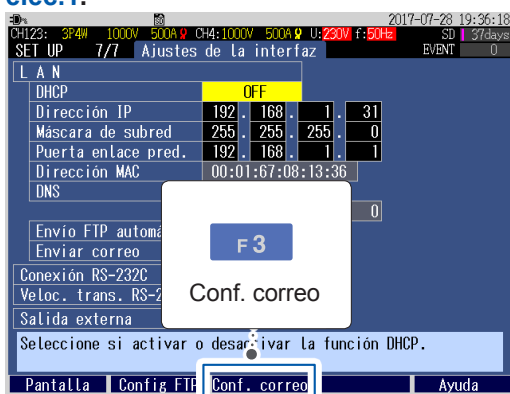 elec.1.
2017-07-28 19:36:18
CH123: 3P4W 1000V 500A CH4:1000V 500A U:230V f:50Hz SD 37days
SET UP 7/7 Ajustes de la interfaz EVENT 0
LAN
DHCP OFF
Dirección IP 192 . 168 . 1 . 31
Máscara de subred 255 . 255 . 255 . 0
Puerta enlace pred. 192 . 168 . 1 . 1
Dirección MAC 00:01:67:08:13:36
DNS
0
Envío FTP automá
Enviar correo
F 3
Conf. correo
Conexión RS-232C
Veloc. trans. RS-2
Salida externa
Seleccione si activar o desactivar la función DHCP.
Pantalla Config FTP Conf. correo Ayuda